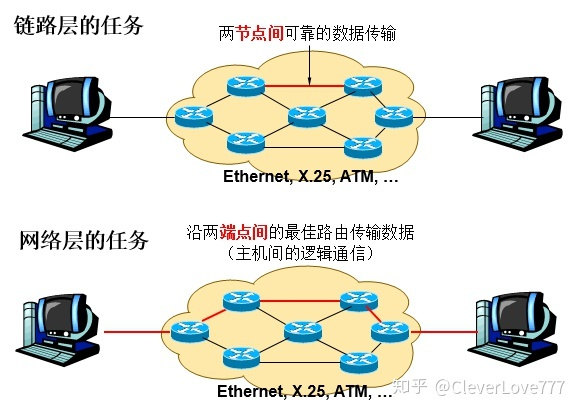 链路层的任务
两节点间可靠的数据传输
Ethernet, X.25, ATM, …
网络层的任务
沿两端点间的最佳路由传输数据
（主机间的逻辑通信）
Ethernet, X.25, ATM, …
知乎 @CleverLove777